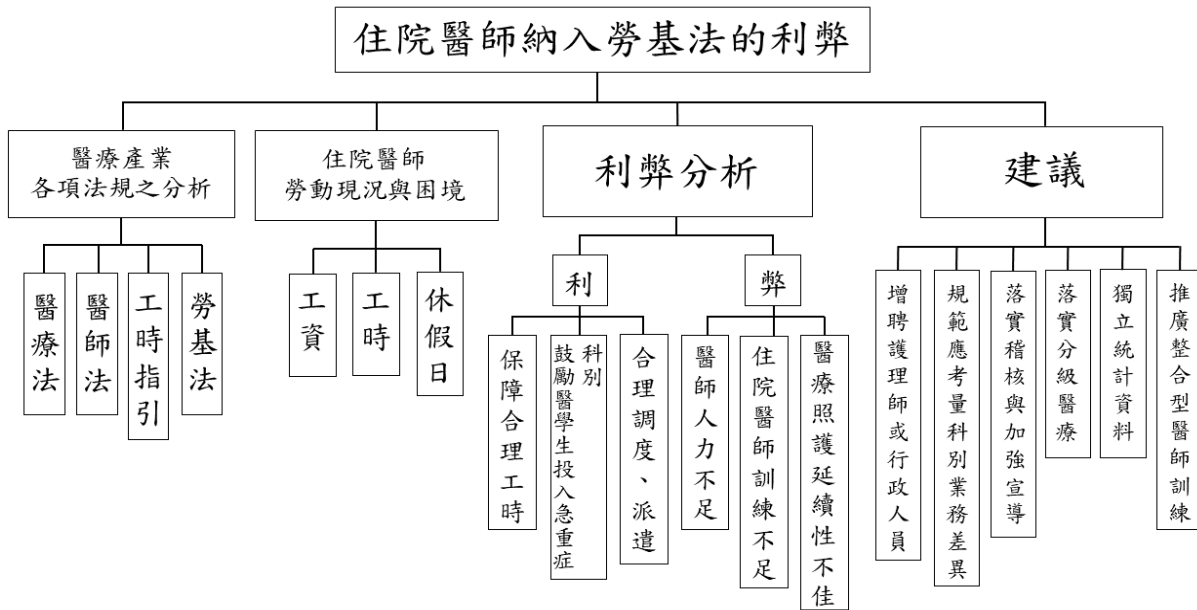 住院醫師納入勞基法的利弊
醫療產業
各項法規之分析
醫療法
醫師法
工時指引
勞基法
住院醫師
勞動現況與困境
工資
工時
休假日
利弊分析
利
保障合理工時
鼓勵醫學生投入急重症
科別
合理調度、派遣
弊
醫師人力不足
住院醫師訓練不足
醫療照護延續性不佳
建議
增聘護理師或行政人員
規範應考量科別業務差異
落實稽核與加強宣導
落實分級醫療
獨立統計資料
推廣整合型醫師訓練